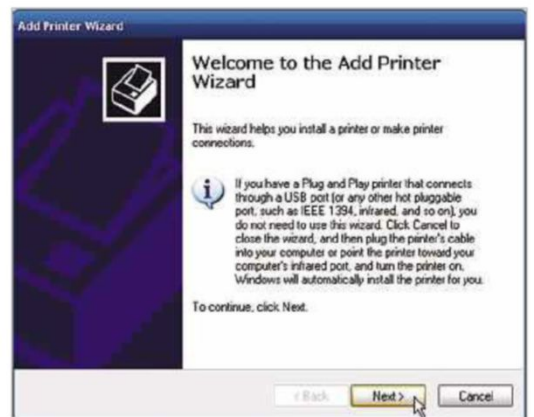 Add Printer Wizard
Welcome to the Add Printer
Wizard
This wizard helps you install a printer or make printer
connections.
If you have a Plug and Play printer that connects
through a USB port (or any other hot pluggable
port, such as IEEE 1394, infrared, and so on), you
do not need to use this wizard. Click Cancel to
close the wizard, and then plug the printer's cable
into your computer or point the printer toward your
computer's infrared port, and turn the printer on.
Windows will automatically install the printer for you.
To continue, click Next.
< Back Next > Cancel